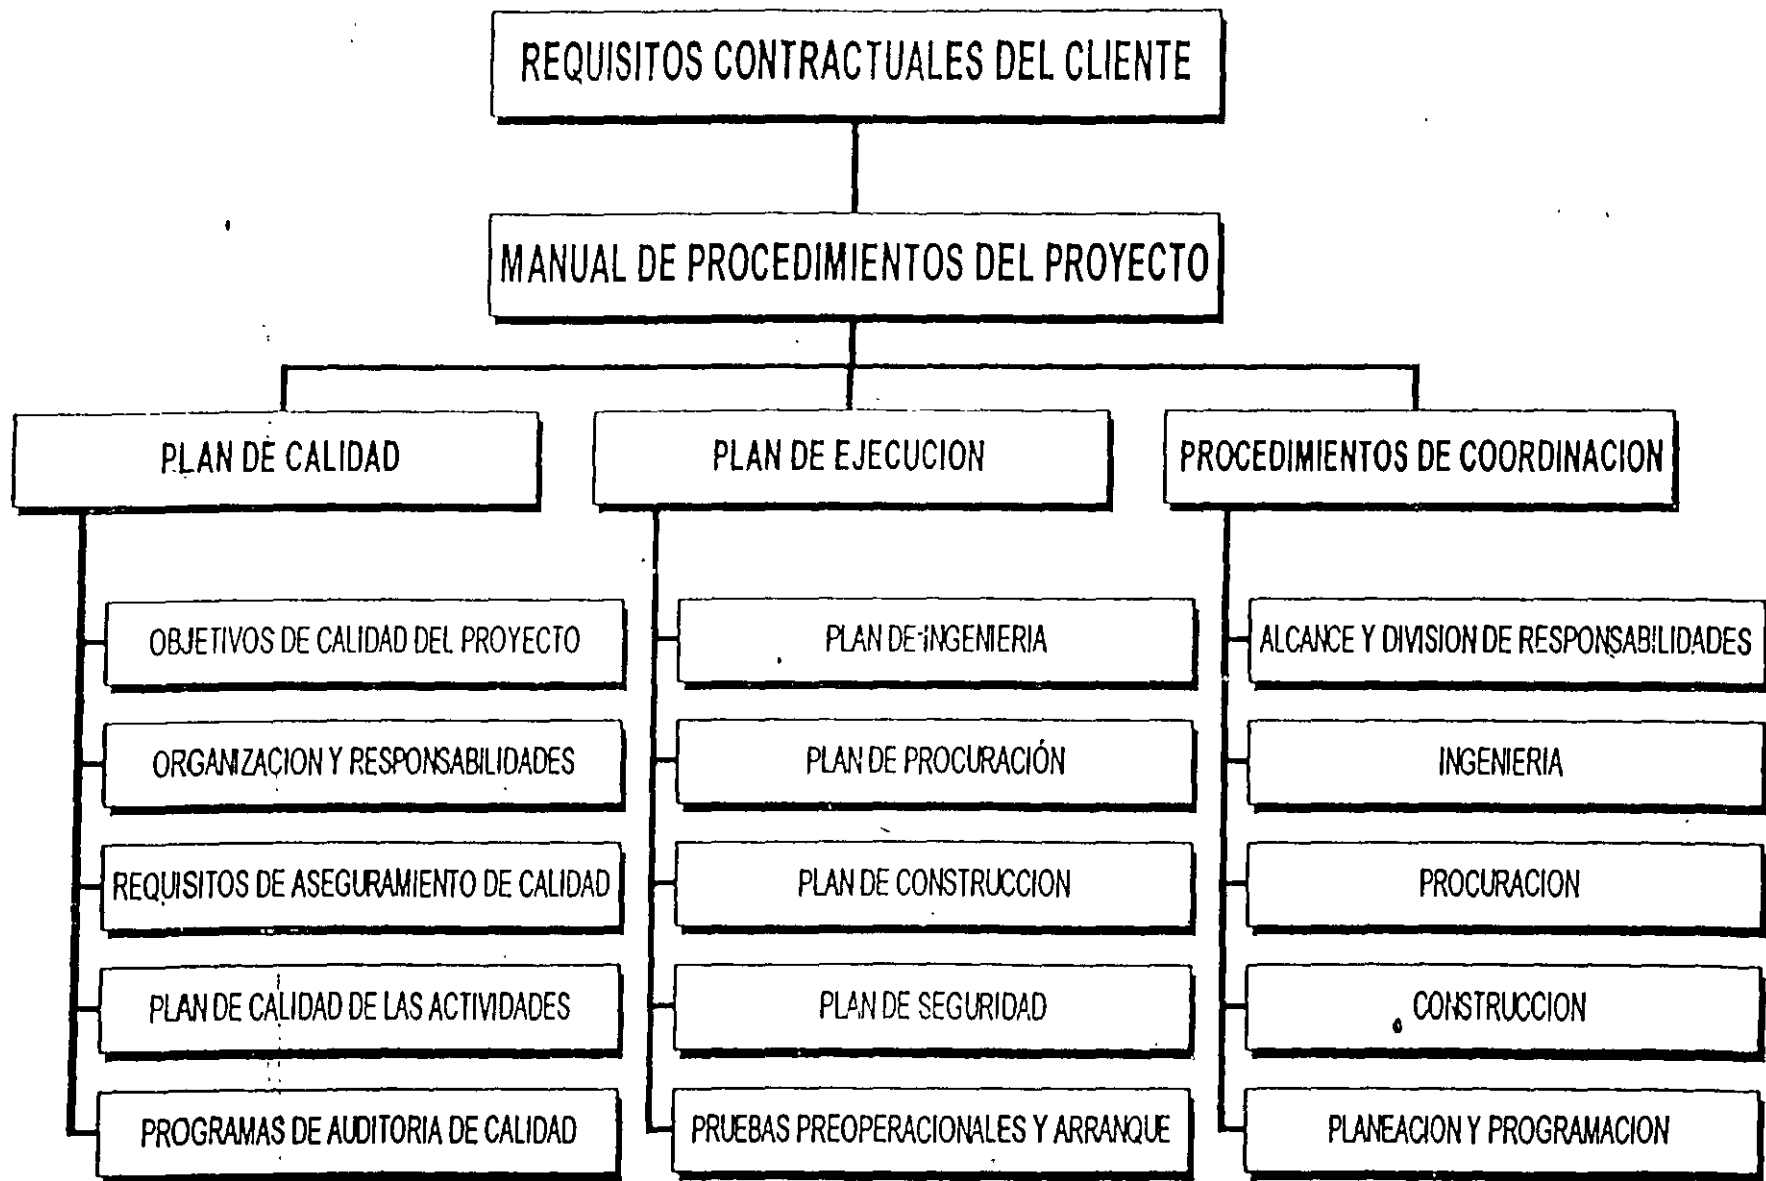 REQUISITOS CONTRACTUALES DEL CLIENTE
MANUAL DE PROCEDIMIENTOS DEL PROYECTO
PLAN DE CALIDAD
OBJETIVOS DE CALIDAD DEL PROYECTO
ORGANIZACION Y RESPONSABILIDADES
REQUISITOS DE ASEGURAMIENTO DE CALIDAD
PLAN DE CALIDAD DE LAS ACTIVIDADES
PROGRAMAS DE AUDITORIA DE CALIDAD
PLAN DE EJECUCION
PLAN DE INGENIERIA
PLAN DE PROCURACIÓN
PLAN DE CONSTRUCCION
PLAN DE SEGURIDAD
PRUEBAS PREOPERACIONALES Y ARRANQUE
PROCEDIMIENTOS DE COORDINACION
ALCANCE Y DIVISION DE RESPONSABILIDADES
INGENIERIA
PROCURACION
CONSTRUCCION
PLANEACION Y PROGRAMACION